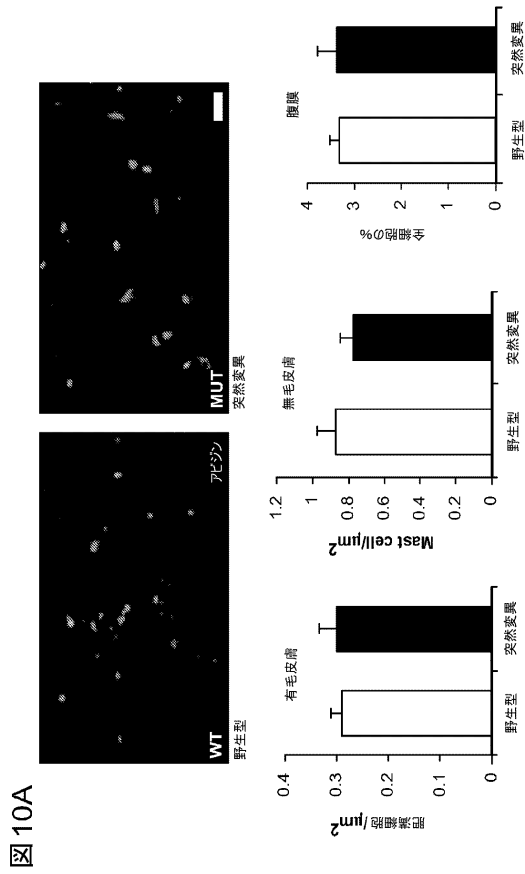 図 10A
WT
アビジン
野生型
MUT
突然変異
有毛皮膚
肥満細胞/μm²
0.4
0.3
0.2
0.1
0
野生型
突然変異
無毛皮膚
Mast cell/μm²
1.2
1
0.8
0.6
0.4
0.2
0
野生型
突然変異
腹膜
全細胞の%
4
3
2
1
0
野生型
突然変異